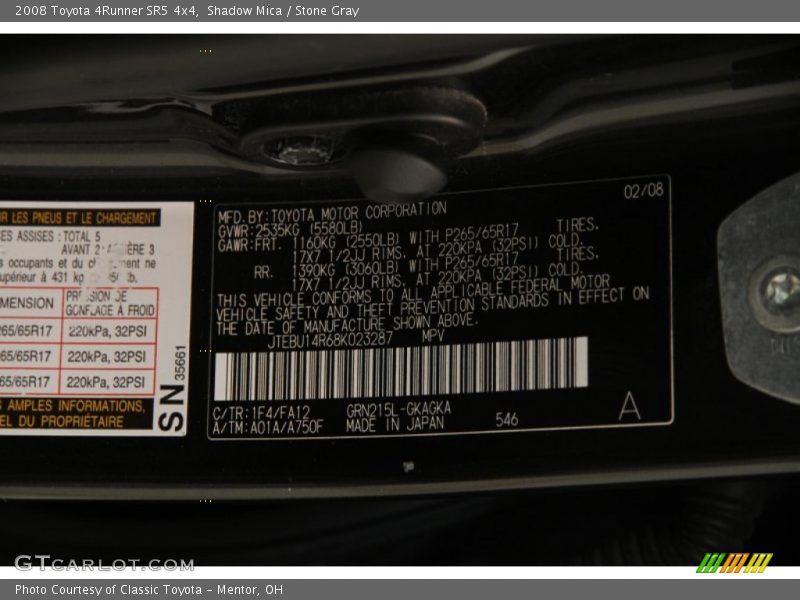 2008 Toyota 4Runner SR5 4x4, Shadow Mica / Stone Gray
R LES PNEUS ET LE CHARGEMENT
ES ASSISES : TOTAL 5
AVANT 2 : ARRIÈRE 3
occupants et du ne
supérieur à 431 kg lb.
MENSION
PRESSION DE GONFLAGE À FROID
265/65R17 220kPa, 32PSI
65/65R17 220kPa, 32PSI
65/65R17 220kPa, 32PSI
S AMPLES INFORMATIONS,
EL DU PROPRIÉTAIRE
SN 35661
02/08
MFD. BY: TOYOTA MOTOR CORPORATION
GVWR: 2535KG (5580LB)
GAWR: FRT. 1160KG (2550LB) WITH P265/65R17 TIRES.
17X7 1/2JJ RIMS. AT 220KPA (32PSI) COLD.
RR. 1390KG (3060LB) WITH P265/65R17 TIRES.
17X7 1/2JJ RIMS. AT 220KPA (32PSI) COLD.
THIS VEHICLE CONFORMS TO ALL APPLICABLE FEDERAL MOTOR
VEHICLE SAFETY AND THEFT PREVENTION STANDARDS IN EFFECT ON
THE DATE OF MANUFACTURE SHOWN ABOVE.
JTEBU14R68K023287 MPV
C/TR: 1F4/FA12 GRN215L-GKAGKA
A/TM: A01A/A750F MADE IN JAPAN 546
A
GTCARLOT.COM
Photo Courtesy of Classic Toyota - Mentor, OH